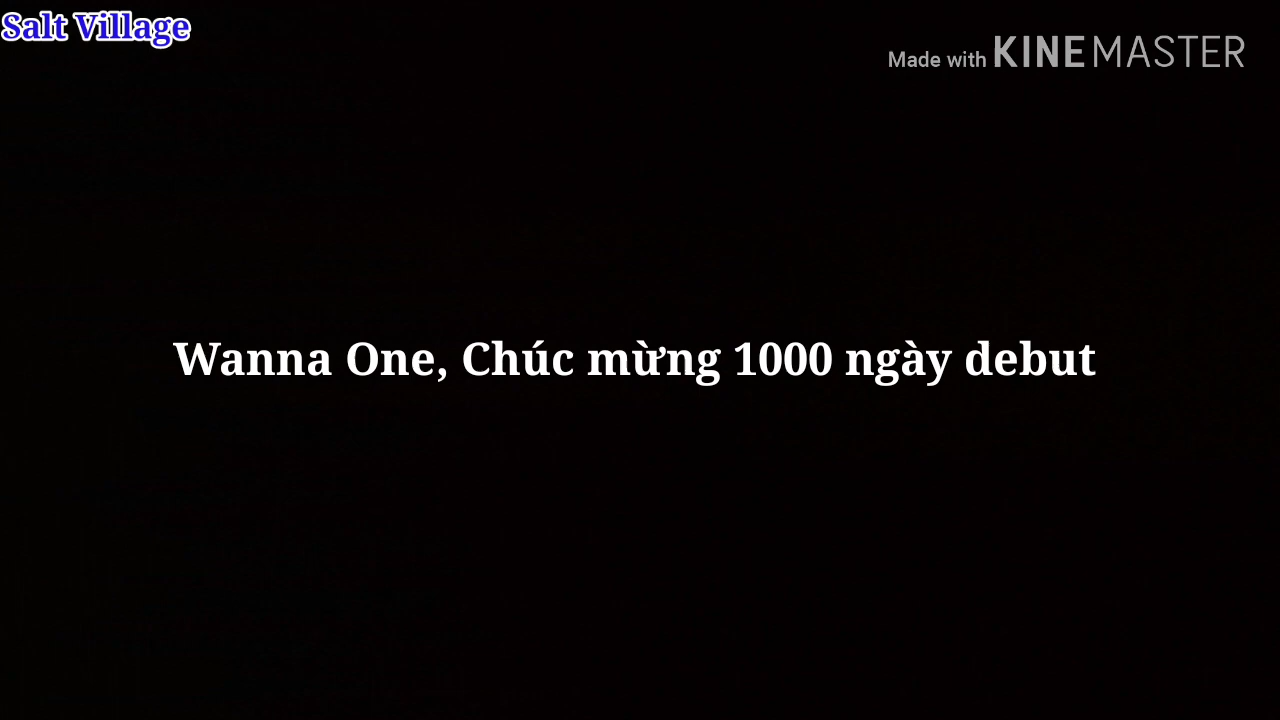 Salt Village
Made with KINEMASTER
Wanna One, Chúc mừng 1000 ngày debut